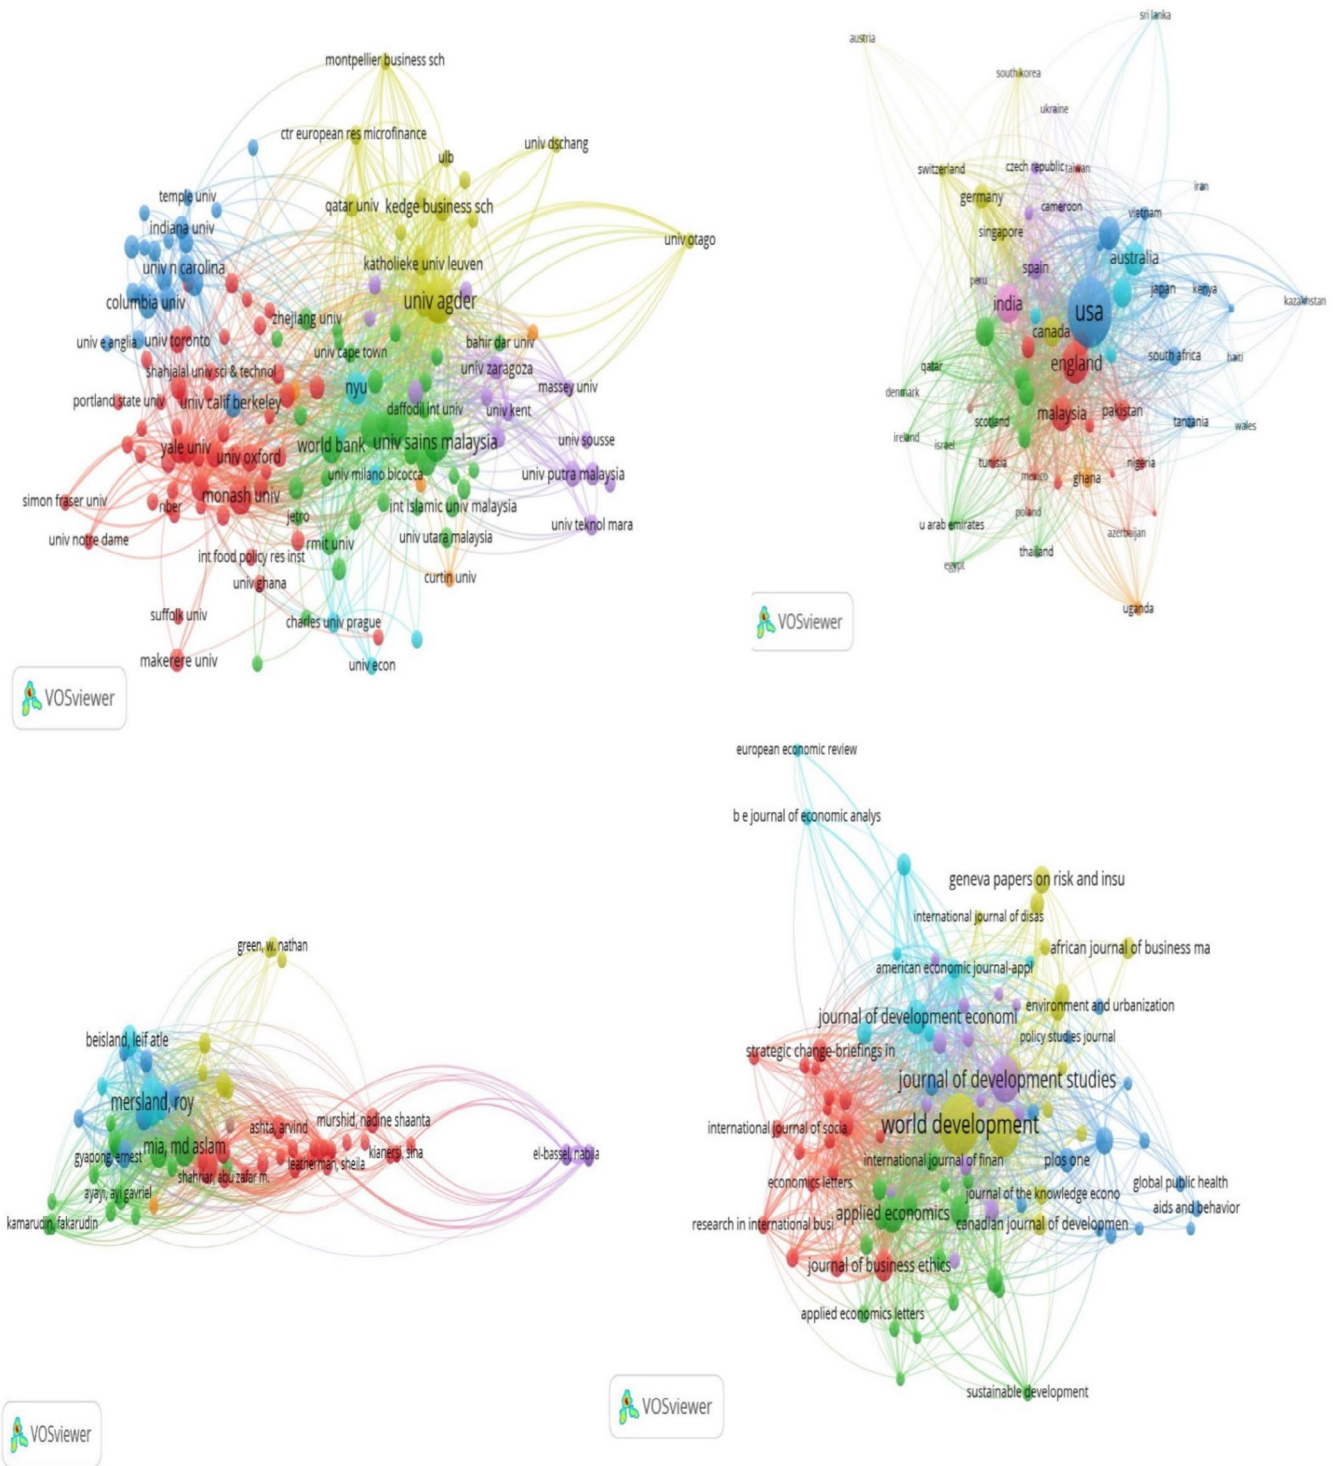 montpellier business sch
ctr european res microfinance
univ dschang
ulb
temple univ
qatar univ
kedge business sch
indiana univ
univ otago
univ n carolina
katholieke univ leuven
columbia univ
univ agder
zhejiang univ
univ e anglia
univ toronto
bahir dar univ
univ cape town
univ zaragoza
shahjalal univ sci & technol
nyu
massey univ
portland state univ
univ calif berkeley
daffodil int univ
univ kent
yale univ
univ oxford
world bank
univ sains malaysia
univ sousse
univ milano bicocca
univ putra malaysia
simon fraser univ
nber
monash univ
jetro
int islamic univ malaysia
univ teknol mara
univ notre dame
rmit univ
univ utara malaysia
int food policy res inst
univ ghana
curtin univ
suffolk univ
charles univ prague
makerere univ
univ econ
VOSviewer
sri lanka
austria
south korea
ukraine
switzerland
czech republic
taiwan
germany
iran
cameroon
vietnam
singapore
australia
spain
peru
japan
kenya
india
usa
kazakhstan
canada
qatar
england
south africa
haiti
denmark
malaysia
pakistan
scotland
tanzania
wales
ireland
israel
tunisia
nigeria
mexico
ghana
poland
u arab emirates
azerbaijan
thailand
egypt
uganda
VOSviewer
green, w. nathan
beisland, leif atle
mersland, roy
ashta, arvind
murshid, nadine shaanta
mia, md aslam
gyapong, ernest
kianersi, sina
el-bassel, nabila
leatherman, sheila
shahriar, abu zafar m.
ayayi, ayi gavriel
kamarudin, fakarudin
VOSviewer
european economic review
b e journal of economic analys
geneva papers on risk and insu
international journal of disas
african journal of business ma
american economic journal-appl
environment and urbanization
journal of development economi
policy studies journal
strategic change-briefings in
journal of development studies
world development
international journal of socia
international journal of finan
plos one
economics letters
global public health
journal of the knowledge econo
aids and behavior
applied economics
research in international busi
canadian journal of developmen
journal of business ethics
applied economics letters
sustainable development
VOSviewer